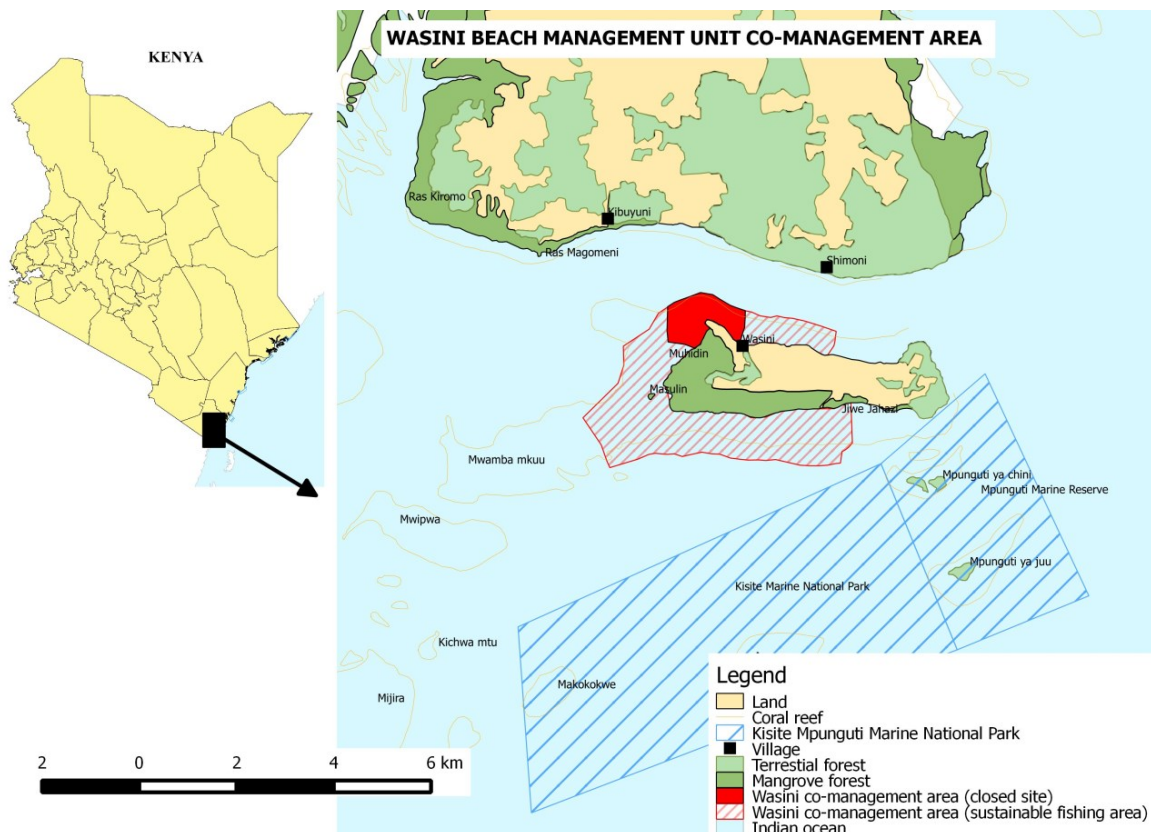 KENYA
WASINI BEACH MANAGEMENT UNIT CO-MANAGEMENT AREA
Ras Kiromo
Kibuyuni
Ras Magomeni
Shimoni
Wasini
Muhidin
Masulin
Jiwe Jahazi
Mwamba mkuu
Mpunguti ya chini
Mpunguti Marine Reserve
Mwipwa
Mpunguti ya juu
Kisite Marine National Park
Kichwa mtu
Makokokwe
Mijira
Legend
Land
Coral reef
Kisite Mpunguti Marine National Park
Village
Terrestial forest
Mangrove forest
Wasini co-management area (closed site)
Wasini co-management area (sustainable fishing area)
Indian ocean
2 0 2 4 6 km